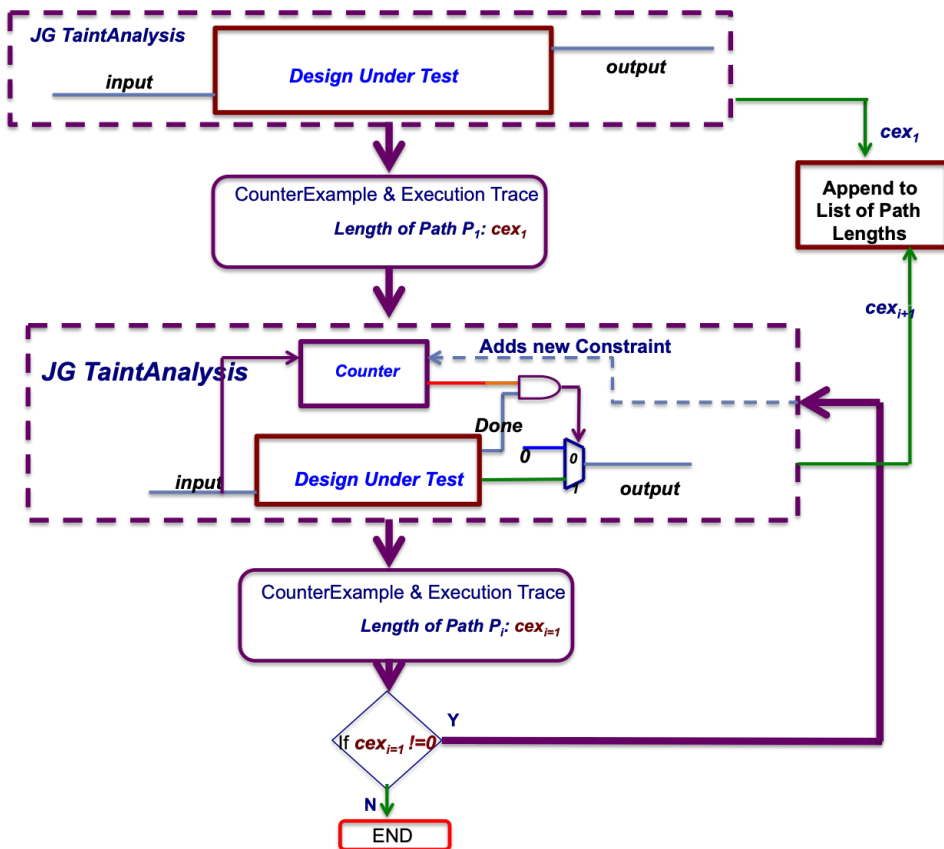 JG TaintAnalysis
input
Design Under Test
output
cex₁
CounterExample & Execution Trace
Length of Path P₁: cex₁
Append to
List of Path
Lengths
cexᵢ₊₁
JG TaintAnalysis
Adds new Constraint
Counter
Done
0
0
1
input
Design Under Test
output
CounterExample & Execution Trace
Length of Path Pᵢ: cexᵢ₌₁
Y
If cexᵢ₌₁ !=0
N
END